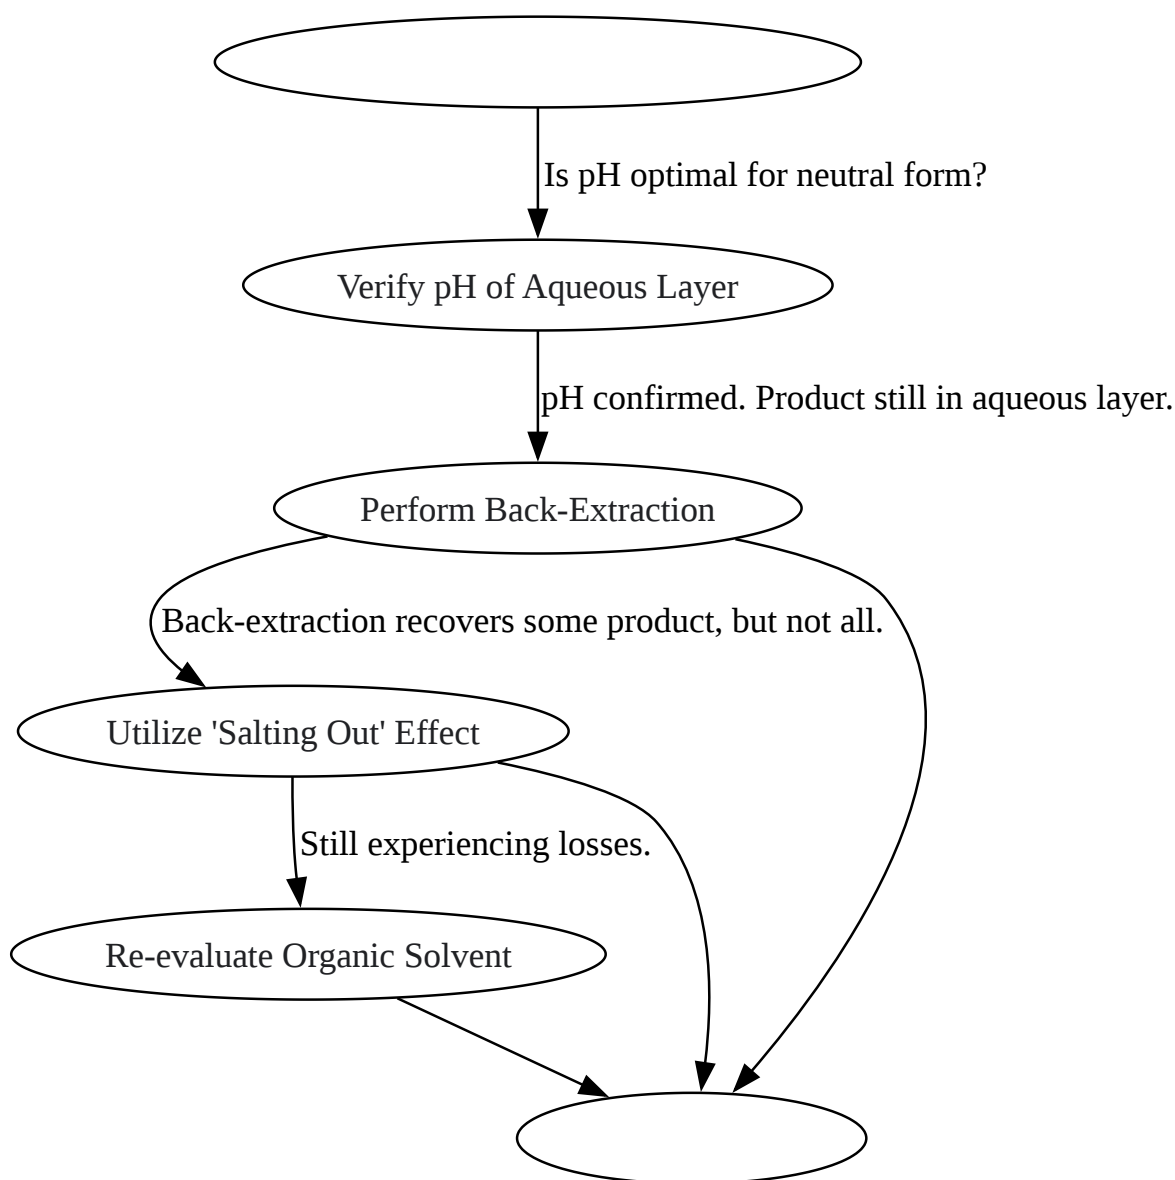 Is pH optimal for neutral form?
Verify pH of Aqueous Layer
pH confirmed. Product still in aqueous layer.
Perform Back-Extraction
Back-extraction recovers some product, but not all.
Utilize 'Salting Out' Effect
Still experiencing losses.
Re-evaluate Organic Solvent